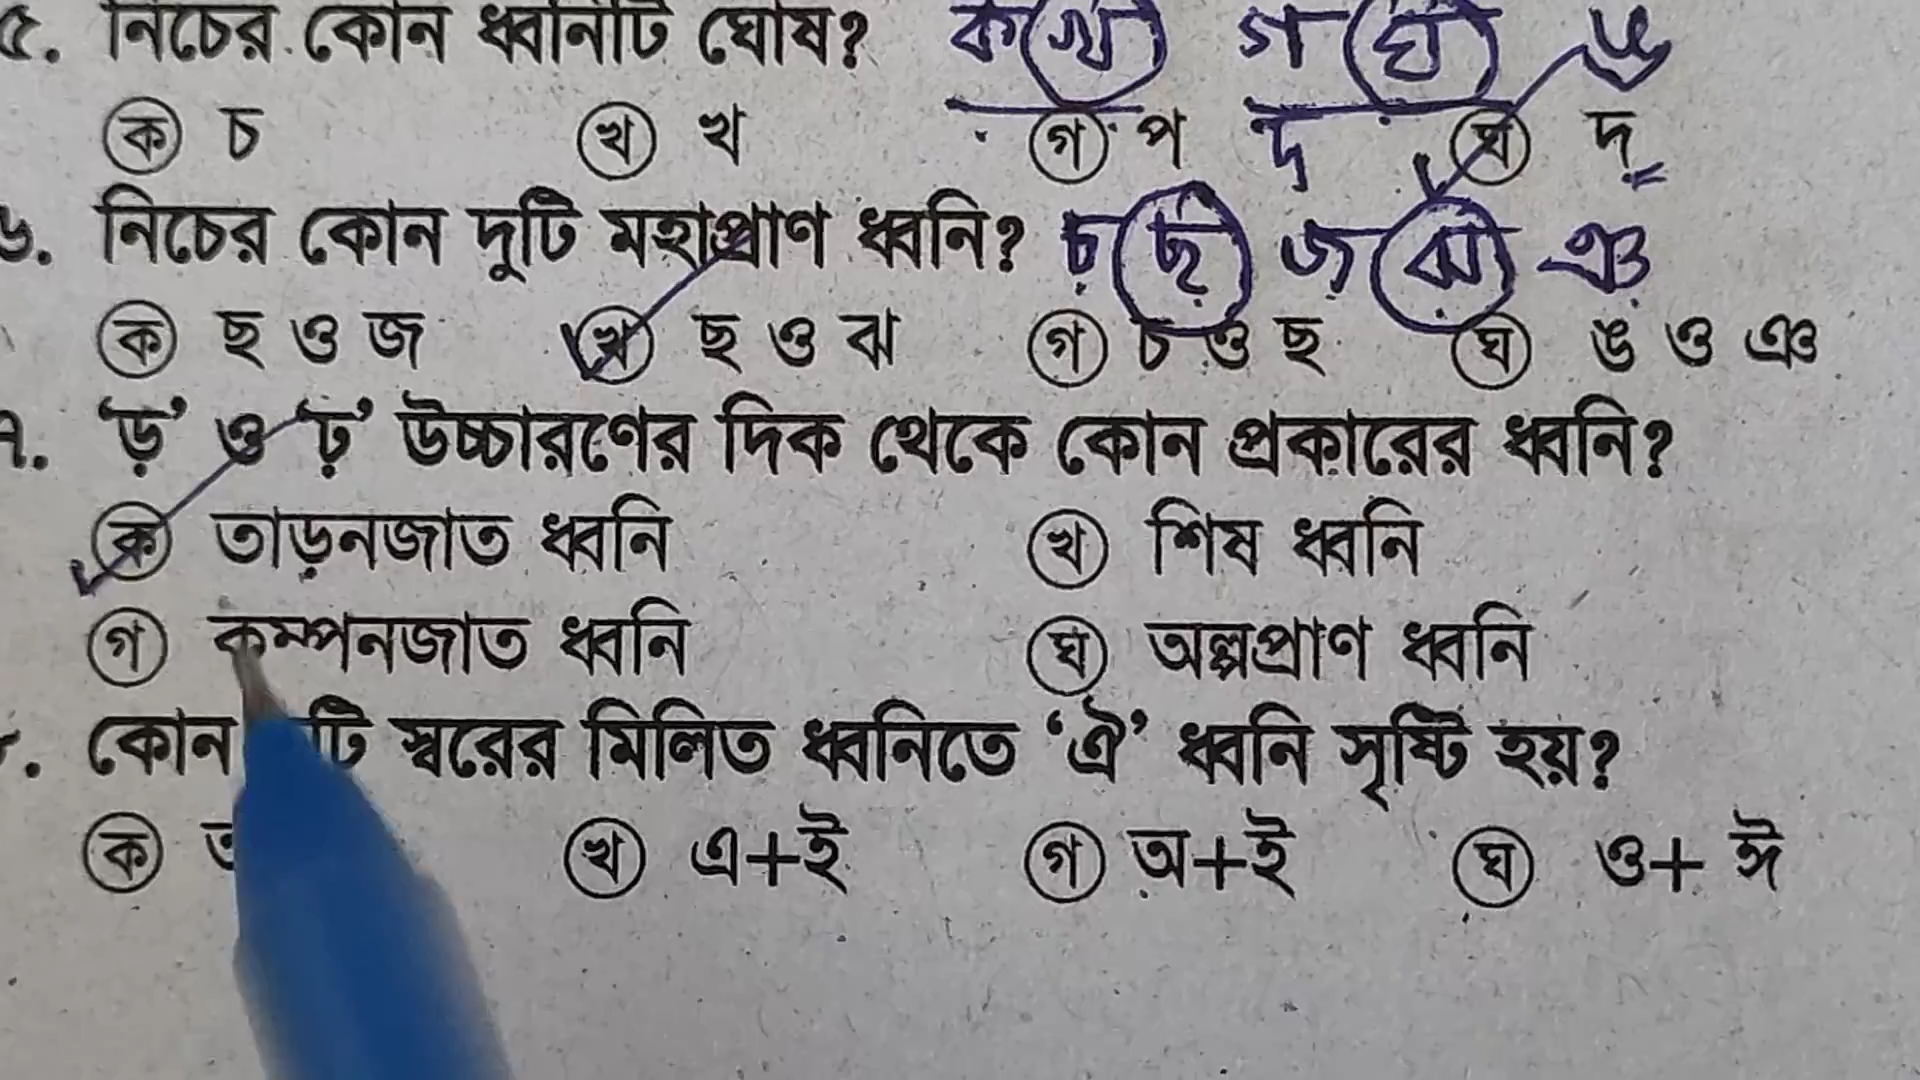 ৫. নিচের কোন ধ্বনিটি ঘোষ? ক খ গ ঘ ঙ
ক চ খ খ গ প ঘ দ
৬. নিচের কোন দুটি মহাপ্রাণ ধ্বনি? চ ছ জ ঝ ঞ
ক ছ ও জ খ ছ ও ঝ গ চ ও ছ ঘ ঙ ও ঞ
৭. ‘ড়’ ও ‘ঢ়’ উচ্চারণের দিক থেকে কোন প্রকারের ধ্বনি?
ক তাড়নজাত ধ্বনি খ শিষ ধ্বনি
গ কম্পনজাত ধ্বনি ঘ অল্পপ্রাণ ধ্বনি
কোন স্বরের মিলিত ধ্বনিতে ‘ঐ’ ধ্বনি সৃষ্টি হয়?
ক খ এ+ই গ অ+ই ঘ ও+ ঈ